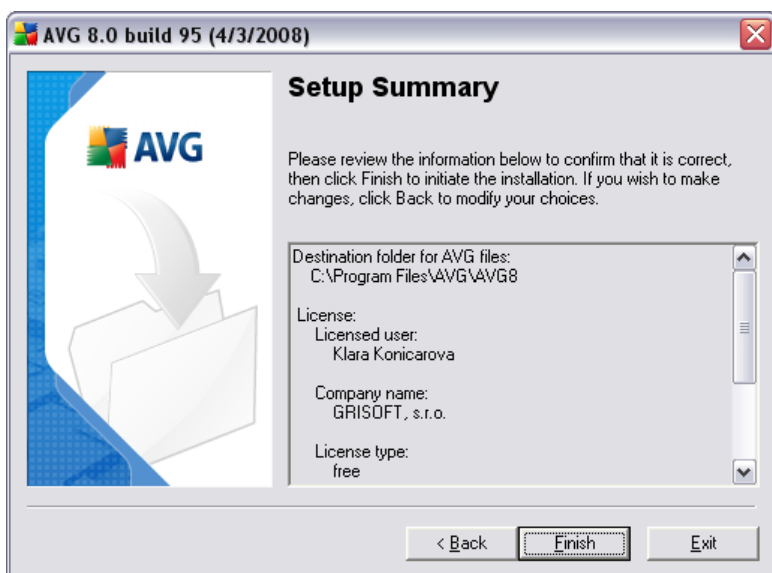 AVG 8.0 build 95 (4/3/2008)
AVG
Setup Summary
Please review the information below to confirm that it is correct,
then click Finish to initiate the installation. If you wish to make
changes, click Back to modify your choices.
Destination folder for AVG files:
C:\Program Files\AVG\AVG8
License:
Licensed user:
Klara Konicarova
Company name:
GRISOFT, s.r.o.
License type:
free
< Back
Finish
Exit